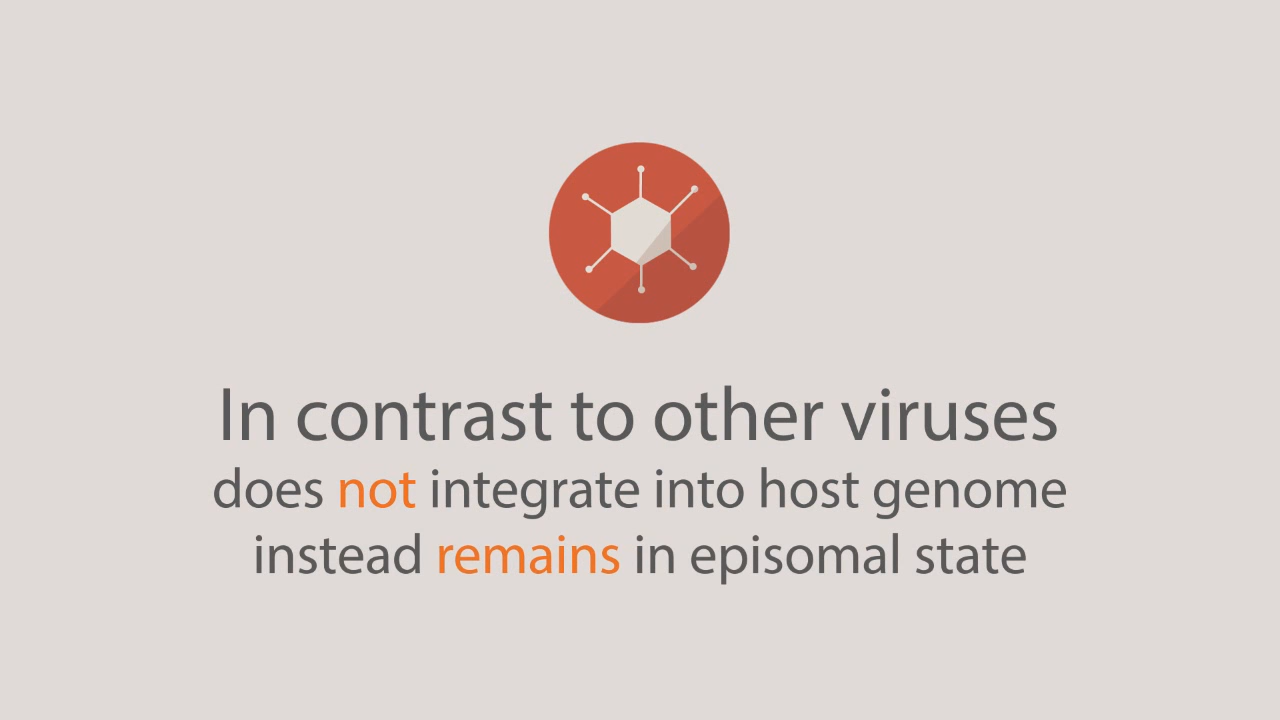 In contrast to other viruses
does not integrate into host genome
instead remains in episomal state